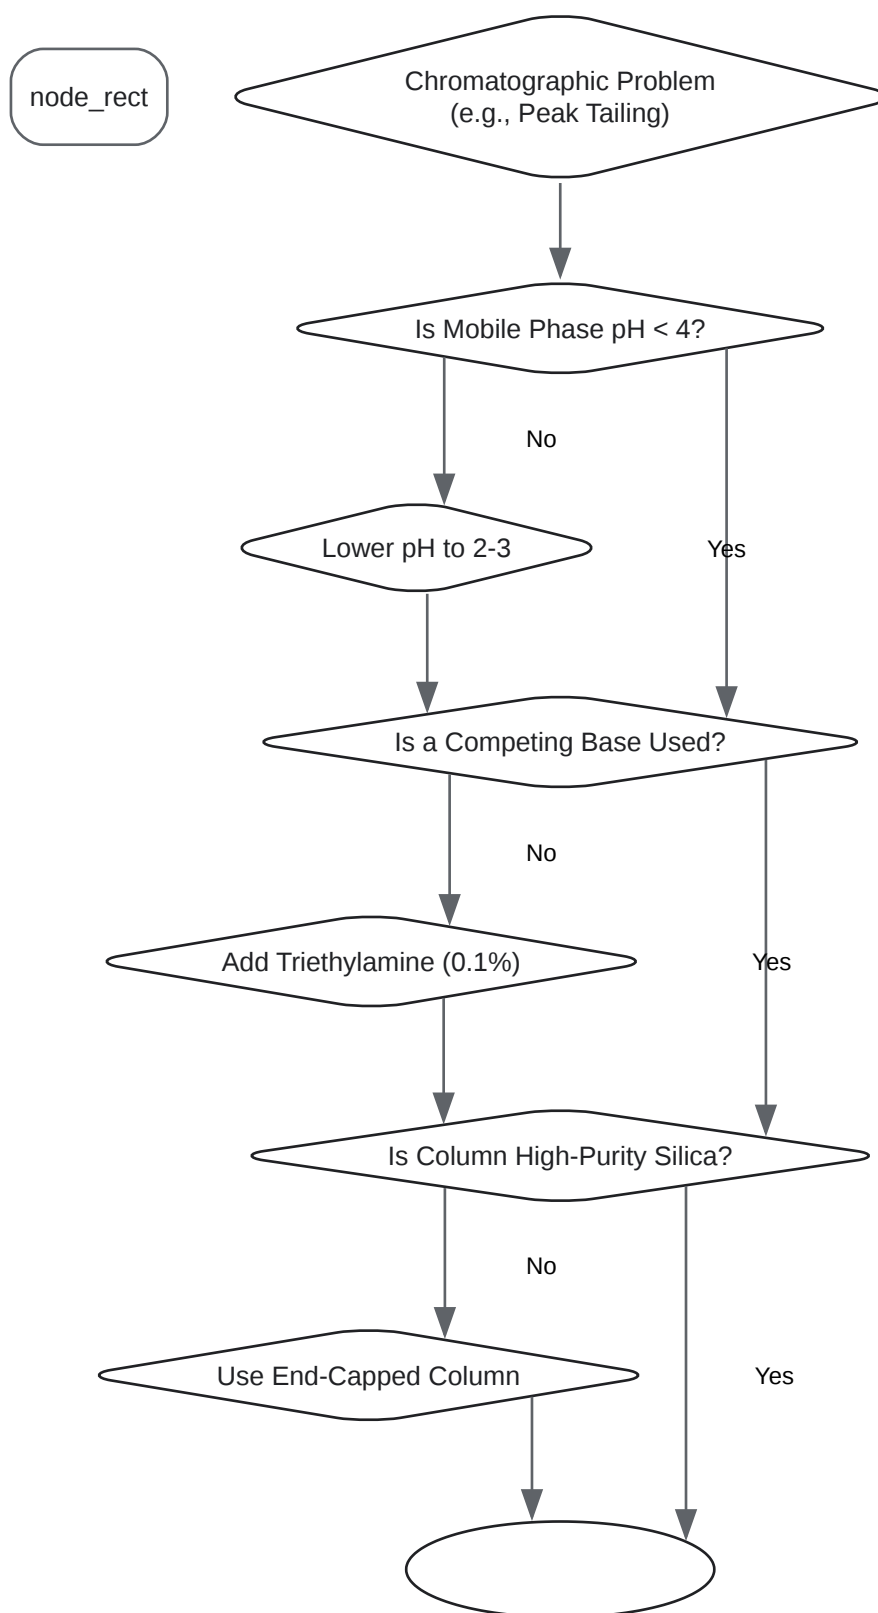 node_rect
Chromatographic Problem
(e.g., Peak Tailing)
Is Mobile Phase pH < 4?
No
Lower pH to 2-3
Yes
Is a Competing Base Used?
No
Add Triethylamine (0.1%)
Yes
Is Column High-Purity Silica?
No
Use End-Capped Column
Yes